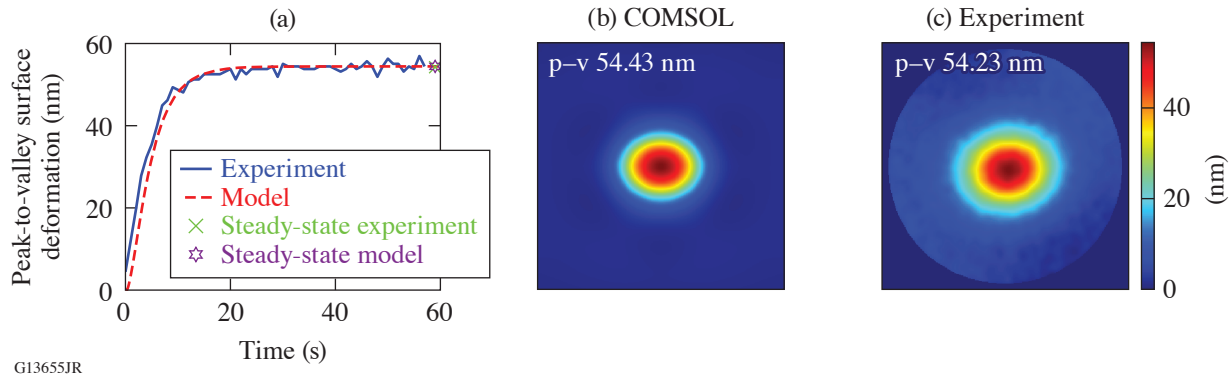 (a)
(b) COMSOL
(c) Experiment
Peak-to-valley surface
deformation (nm)
60
40
20
0
0
20
40
60
Time (s)
Experiment
Model
Steady-state experiment
Steady-state model
p–v 54.43 nm
p–v 54.23 nm
40
20
0
(nm)
G13655JR